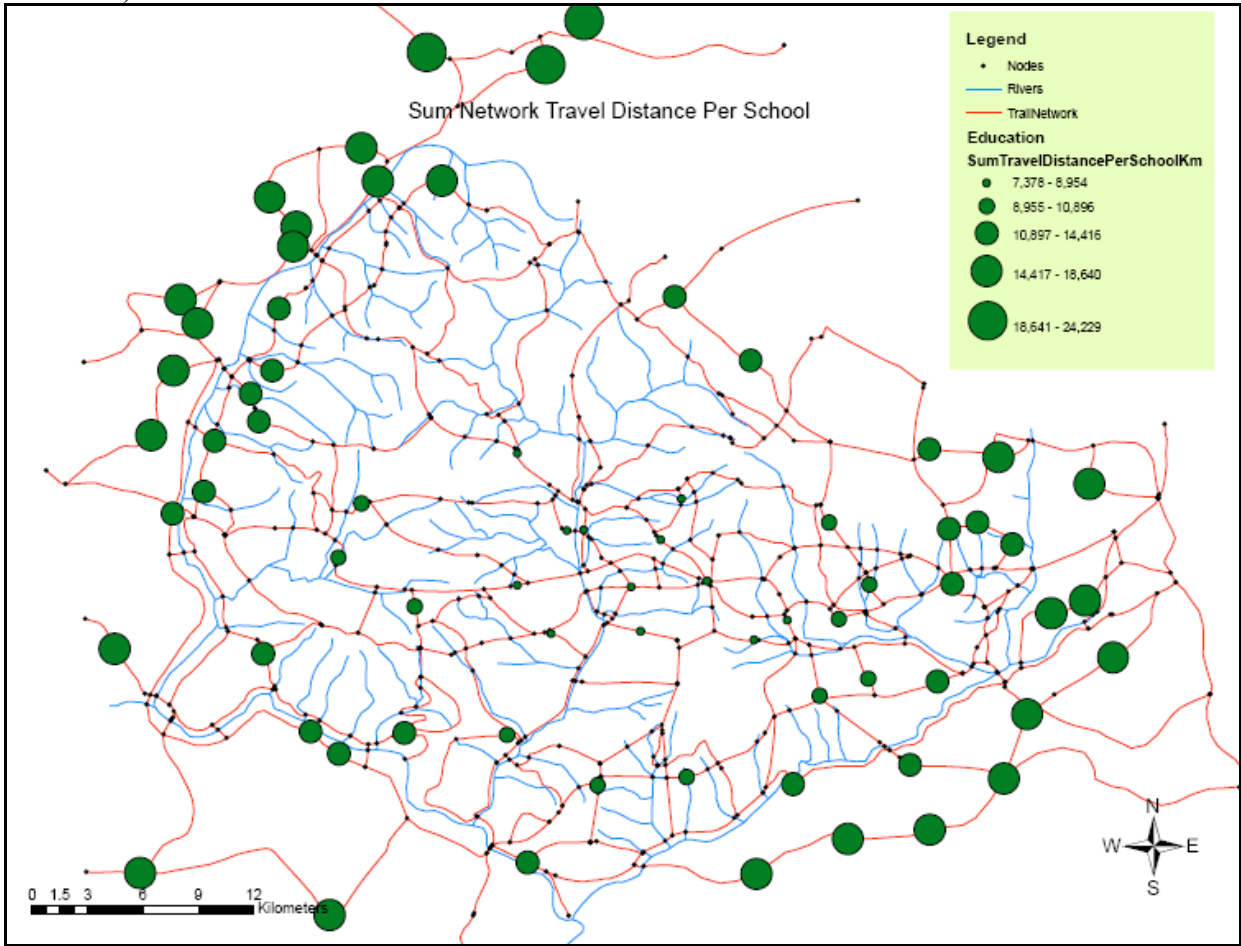 Sum Network Travel Distance Per School
Legend
Nodes
Rivers
TrailNetwork
Education
SumTravelDistancePerSchoolKm
7,378 - 8,954
8,955 - 10,896
10,897 - 14,416
14,417 - 18,640
18,641 - 24,229
N
W E
S
0 1.5 3 6 9 12
Kilometers